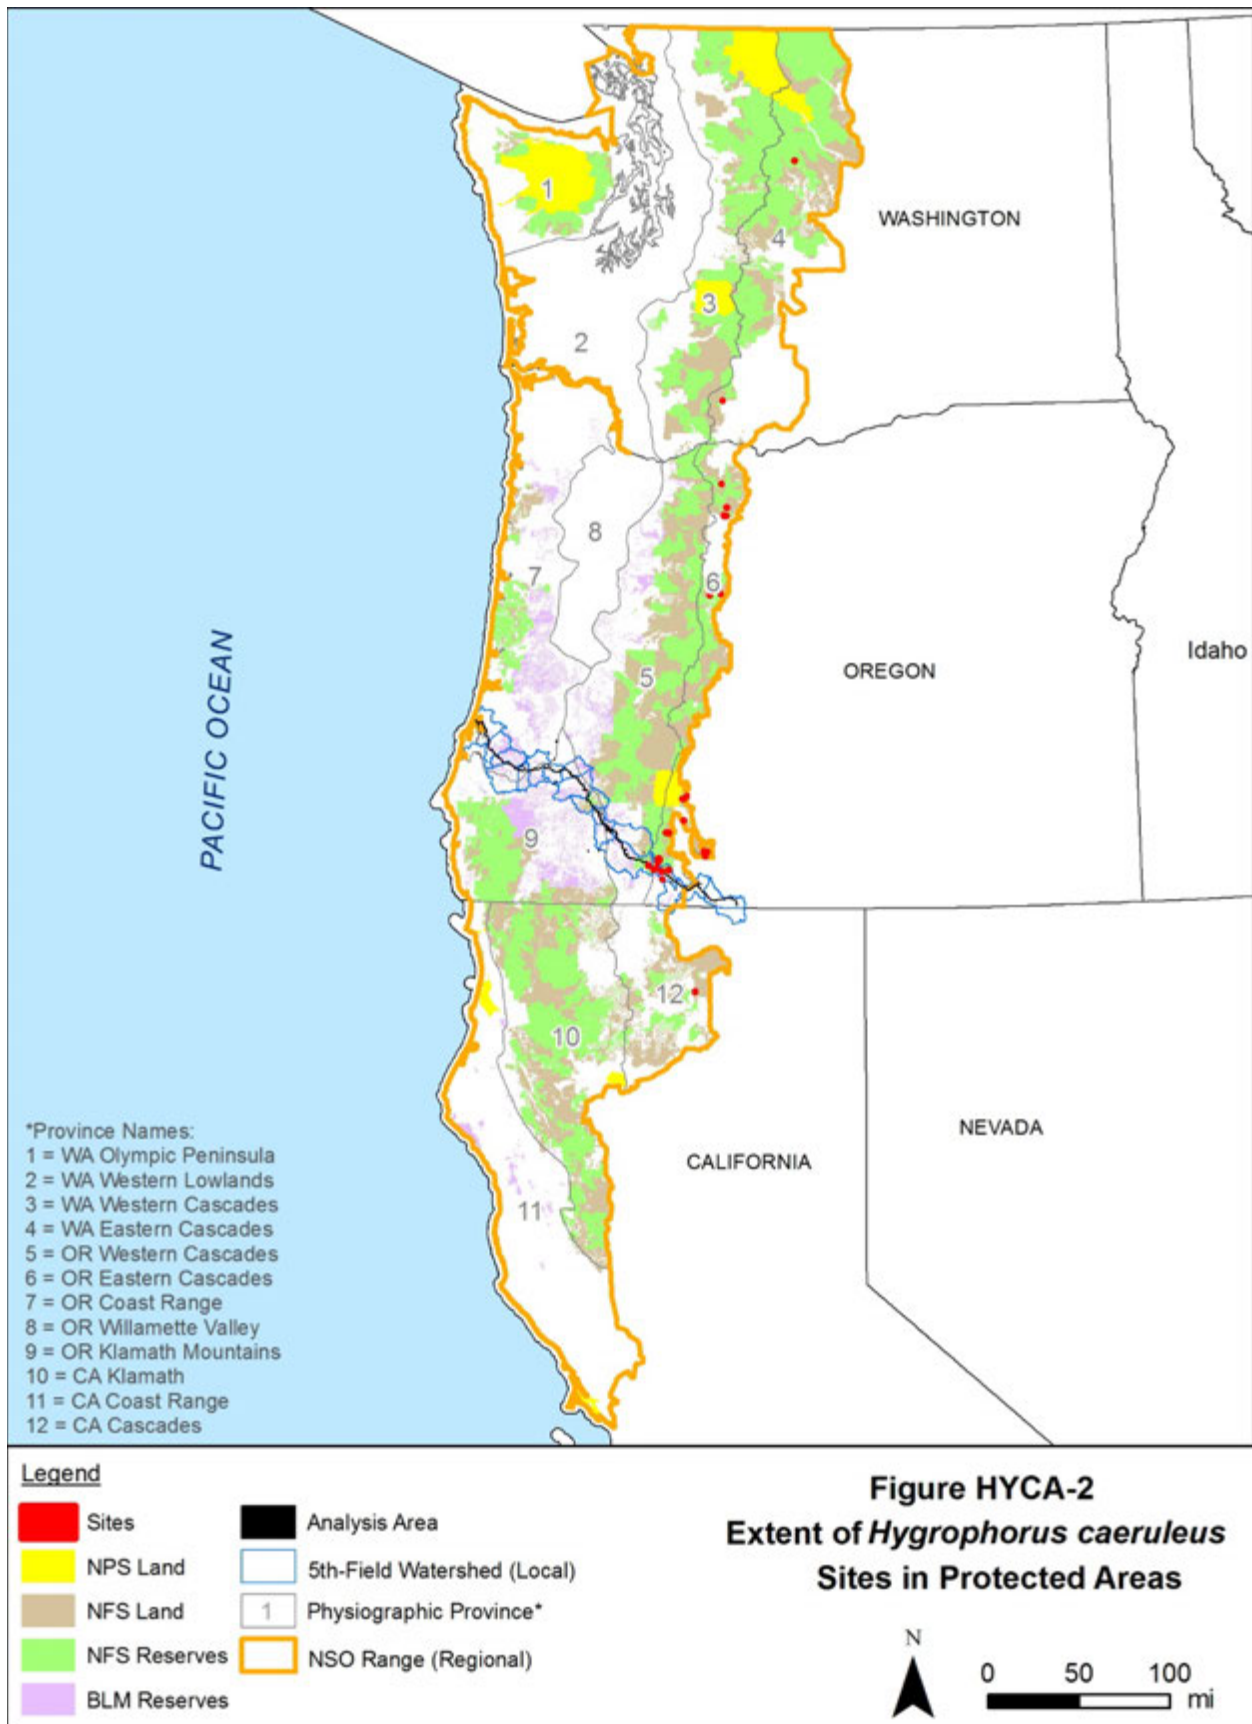 1
WASHINGTON
4
3
2
8
7
6
Idaho
5
OREGON
PACIFIC OCEAN
9
12
10
NEVADA
CALIFORNIA
11
*Province Names:
1 = WA Olympic Peninsula
2 = WA Western Lowlands
3 = WA Western Cascades
4 = WA Eastern Cascades
5 = OR Western Cascades
6 = OR Eastern Cascades
7 = OR Coast Range
8 = OR Willamette Valley
9 = OR Klamath Mountains
10 = CA Klamath
11 = CA Coast Range
12 = CA Cascades
Legend
Sites
NPS Land
NFS Land
NFS Reserves
BLM Reserves
Analysis Area
5th-Field Watershed (Local)
1 Physiographic Province*
NSO Range (Regional)
Figure HYCA-2
Extent of Hygrophorus caeruleus
Sites in Protected Areas
N
0 50 100
mi